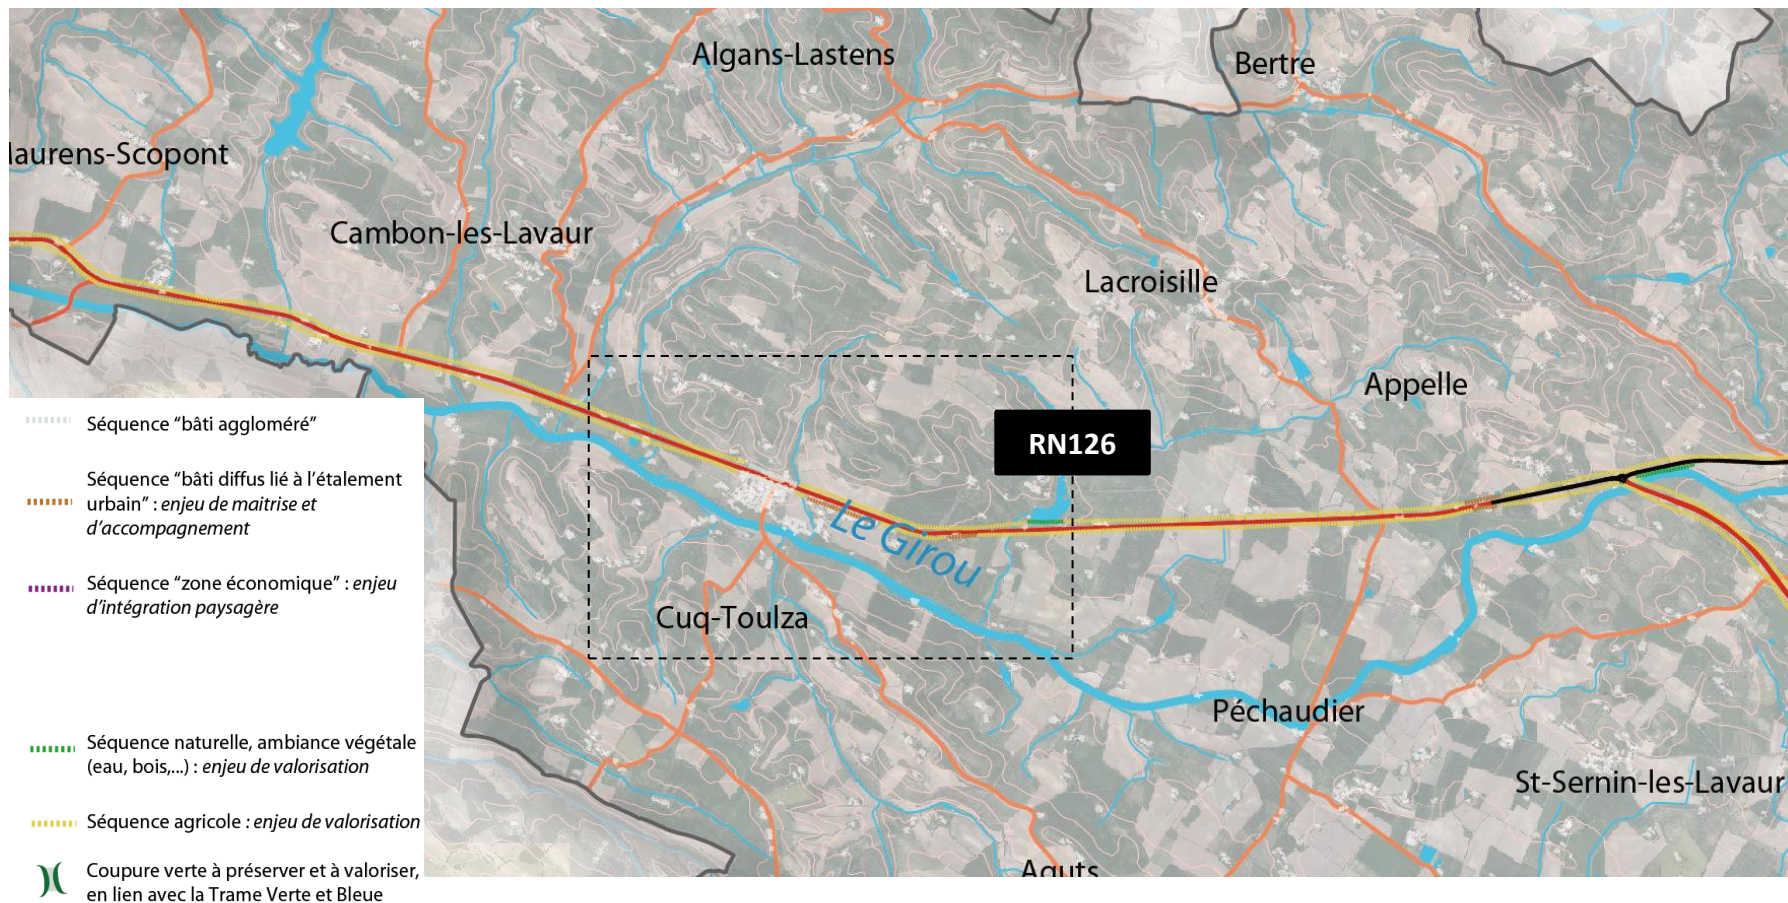 Algans-Lastens
Bertre
Maurens-Scopont
Cambon-les-Lavaur
Lacroisille
Appelle
RN126
Le Girou
Cuq-Toulza
Péchaudier
St-Sernin-les-Lavaur
Aguts
Séquence “bâti aggloméré”
Séquence “bâti diffus lié à l’étalement
urbain” : enjeu de maitrise et
d’accompagnement
Séquence “zone économique” : enjeu
d’intégration paysagère
Séquence naturelle, ambiance végétale
(eau, bois,...) : enjeu de valorisation
Séquence agricole : enjeu de valorisation
Coupure verte à préserver et à valoriser,
en lien avec la Trame Verte et Bleue